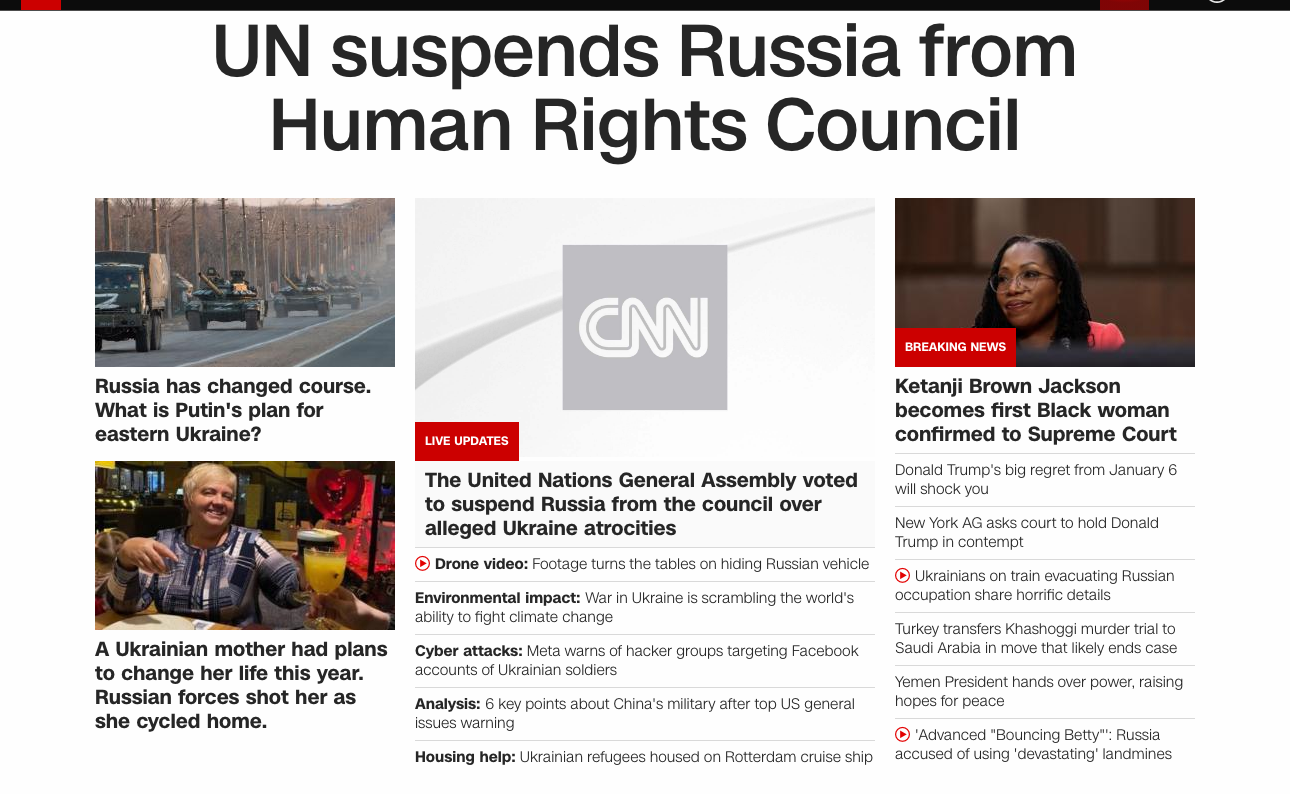 UN suspends Russia from
Human Rights Council
Russia has changed course.
What is Putin's plan for
eastern Ukraine?
A Ukrainian mother had plans
to change her life this year.
Russian forces shot her as
she cycled home.
CNN
LIVE UPDATES
The United Nations General Assembly voted
to suspend Russia from the council over
alleged Ukraine atrocities
Drone video: Footage turns the tables on hiding Russian vehicle
Environmental impact: War in Ukraine is scrambling the world's
ability to fight climate change
Cyber attacks: Meta warns of hacker groups targeting Facebook
accounts of Ukrainian soldiers
Analysis: 6 key points about China's military after top US general
issues warning
Housing help: Ukrainian refugees housed on Rotterdam cruise ship
BREAKING NEWS
Ketanji Brown Jackson
becomes first Black woman
confirmed to Supreme Court
Donald Trump's big regret from January 6
will shock you
New York AG asks court to hold Donald
Trump in contempt
Ukrainians on train evacuating Russian
occupation share horrific details
Turkey transfers Khashoggi murder trial to
Saudi Arabia in move that likely ends case
Yemen President hands over power, raising
hopes for peace
'Advanced "Bouncing Betty"': Russia
accused of using 'devastating' landmines